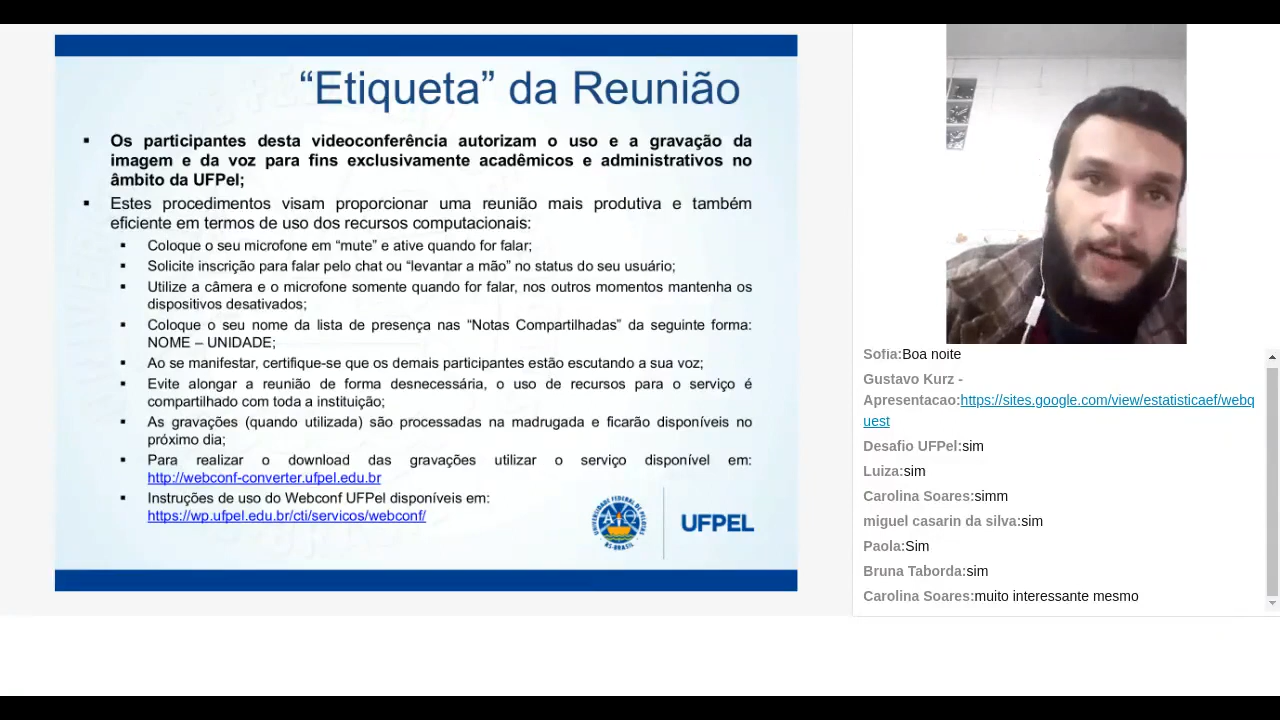 “Etiqueta” da Reunião
▪ Os participantes desta videoconferência autorizam o uso e a gravação da
imagem e da voz para fins exclusivamente acadêmicos e administrativos no
âmbito da UFPel;
▪ Estes procedimentos visam proporcionar uma reunião mais produtiva e também
eficiente em termos de uso dos recursos computacionais:
▪ Coloque o seu microfone em “mute” e ative quando for falar;
▪ Solicite inscrição para falar pelo chat ou “levantar a mão” no status do seu usuário;
▪ Utilize a câmera e o microfone somente quando for falar, nos outros momentos mantenha os
dispositivos desativados;
▪ Coloque o seu nome da lista de presença nas “Notas Compartilhadas” da seguinte forma:
NOME – UNIDADE;
▪ Ao se manifestar, certifique-se que os demais participantes estão escutando a sua voz;
▪ Evite alongar a reunião de forma desnecessária, o uso de recursos para o serviço é
compartilhado com toda a instituição;
▪ As gravações (quando utilizada) são processadas na madrugada e ficarão disponíveis no
próximo dia;
▪ Para realizar o download das gravações utilizar o serviço disponível em:
http://webconf-converter.ufpel.edu.br
▪ Instruções de uso do Webconf UFPel disponíveis em:
https://wp.ufpel.edu.br/cti/servicos/webconf/
UNIVERSIDADE FEDERAL DE PELOTAS
RS-BRASIL
UFPEL
Sofia:Boa noite
Gustavo Kurz -
Apresentacao:https://sites.google.com/view/estatisticaef/webq
uest
Desafio UFPel:sim
Luiza:sim
Carolina Soares:simm
miguel casarin da silva:sim
Paola:Sim
Bruna Taborda:sim
Carolina Soares:muito interessante mesmo